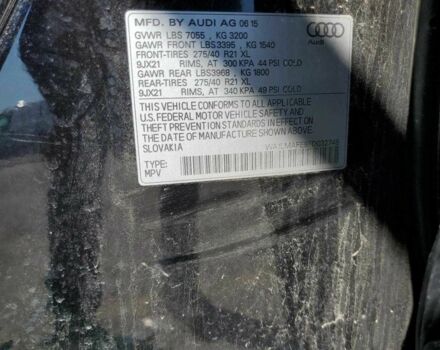 MFD. BY AUDI AG 06 15
GVWR LBS 7055 , KG 3200
GAWR FRONT LBS3395 , KG 1540
FRONT-TIRES 275/40 R21 XL
9JX21 RIMS, AT 300 KPA 44 PSI COLD
GAWR REAR LBS3968 , KG 1800
REAR-TIRES 275/40 R21 XL
9JX21 RIMS, AT 340 KPA 49 PSI COLD
Audi
THIS VEHICLE CONFORMS TO ALL APPLICABLE
U.S. FEDERAL MOTOR VEHICLE SAFETY AND
THEFT PREVENTION STANDARDS IN EFFECT ON
THE DATE OF MANUFACTURE SHOWN ABOVE.
SLOVAKIA
TYPE:
MPV